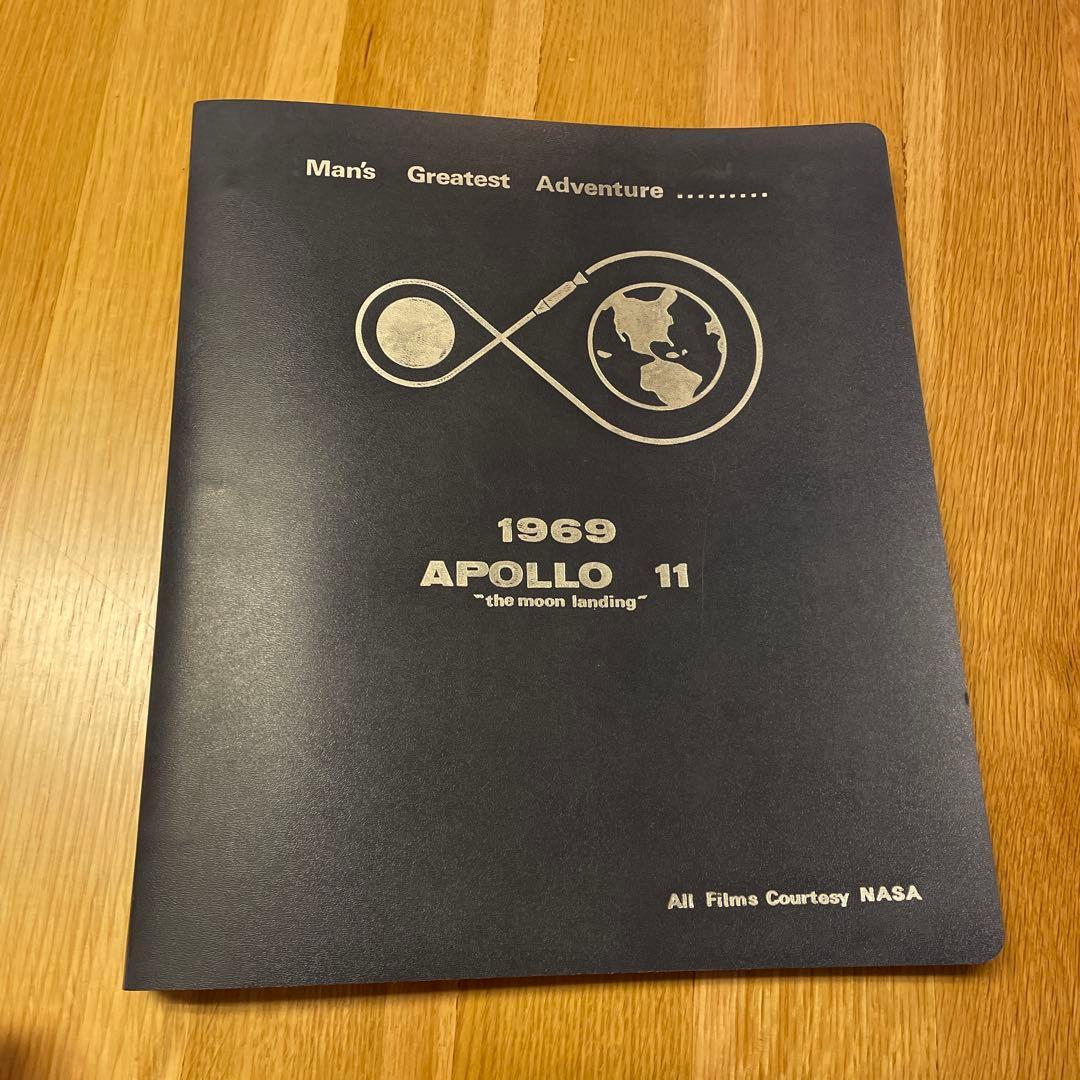 Man's Greatest Adventure .........
1969
APOLLO 11
"the moon landing"
All Films Courtesy NASA